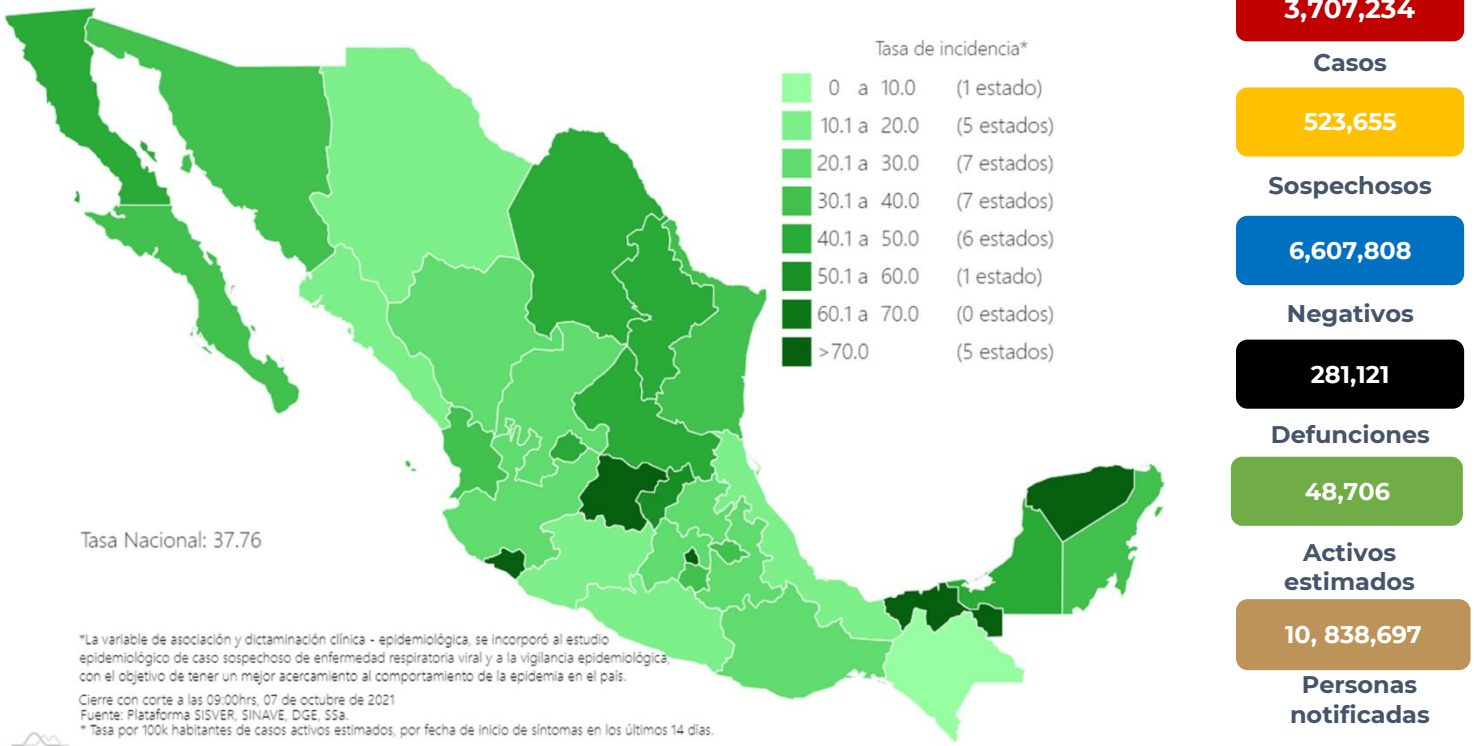 Tasa de incidencia*
0 a 10.0 (1 estado)
10.1 a 20.0 (5 estados)
20.1 a 30.0 (7 estados)
30.1 a 40.0 (7 estados)
40.1 a 50.0 (6 estados)
50.1 a 60.0 (1 estado)
60.1 a 70.0 (0 estados)
>70.0 (5 estados)
Tasa Nacional: 37.76
*La variable de asociación y dictaminación clínica - epidemiológica, se incorporó al estudio
epidemiológico de caso sospechoso de enfermedad respiratoria viral y a la vigilancia epidemiológica,
con el objetivo de tener un mejor acercamiento al comportamiento de la epidemia en el país.
Cierre con corte a las 09:00hrs, 07 de octubre de 2021
Fuente: Plataforma SISVER, SINAVE, DGE, SSa.
* Tasa por 100k habitantes de casos activos estimados, por fecha de inicio de síntomas en los últimos 14 días.
3,707,234
Casos
523,655
Sospechosos
6,607,808
Negativos
281,121
Defunciones
48,706
Activos
estimados
10, 838,697
Personas
notificadas